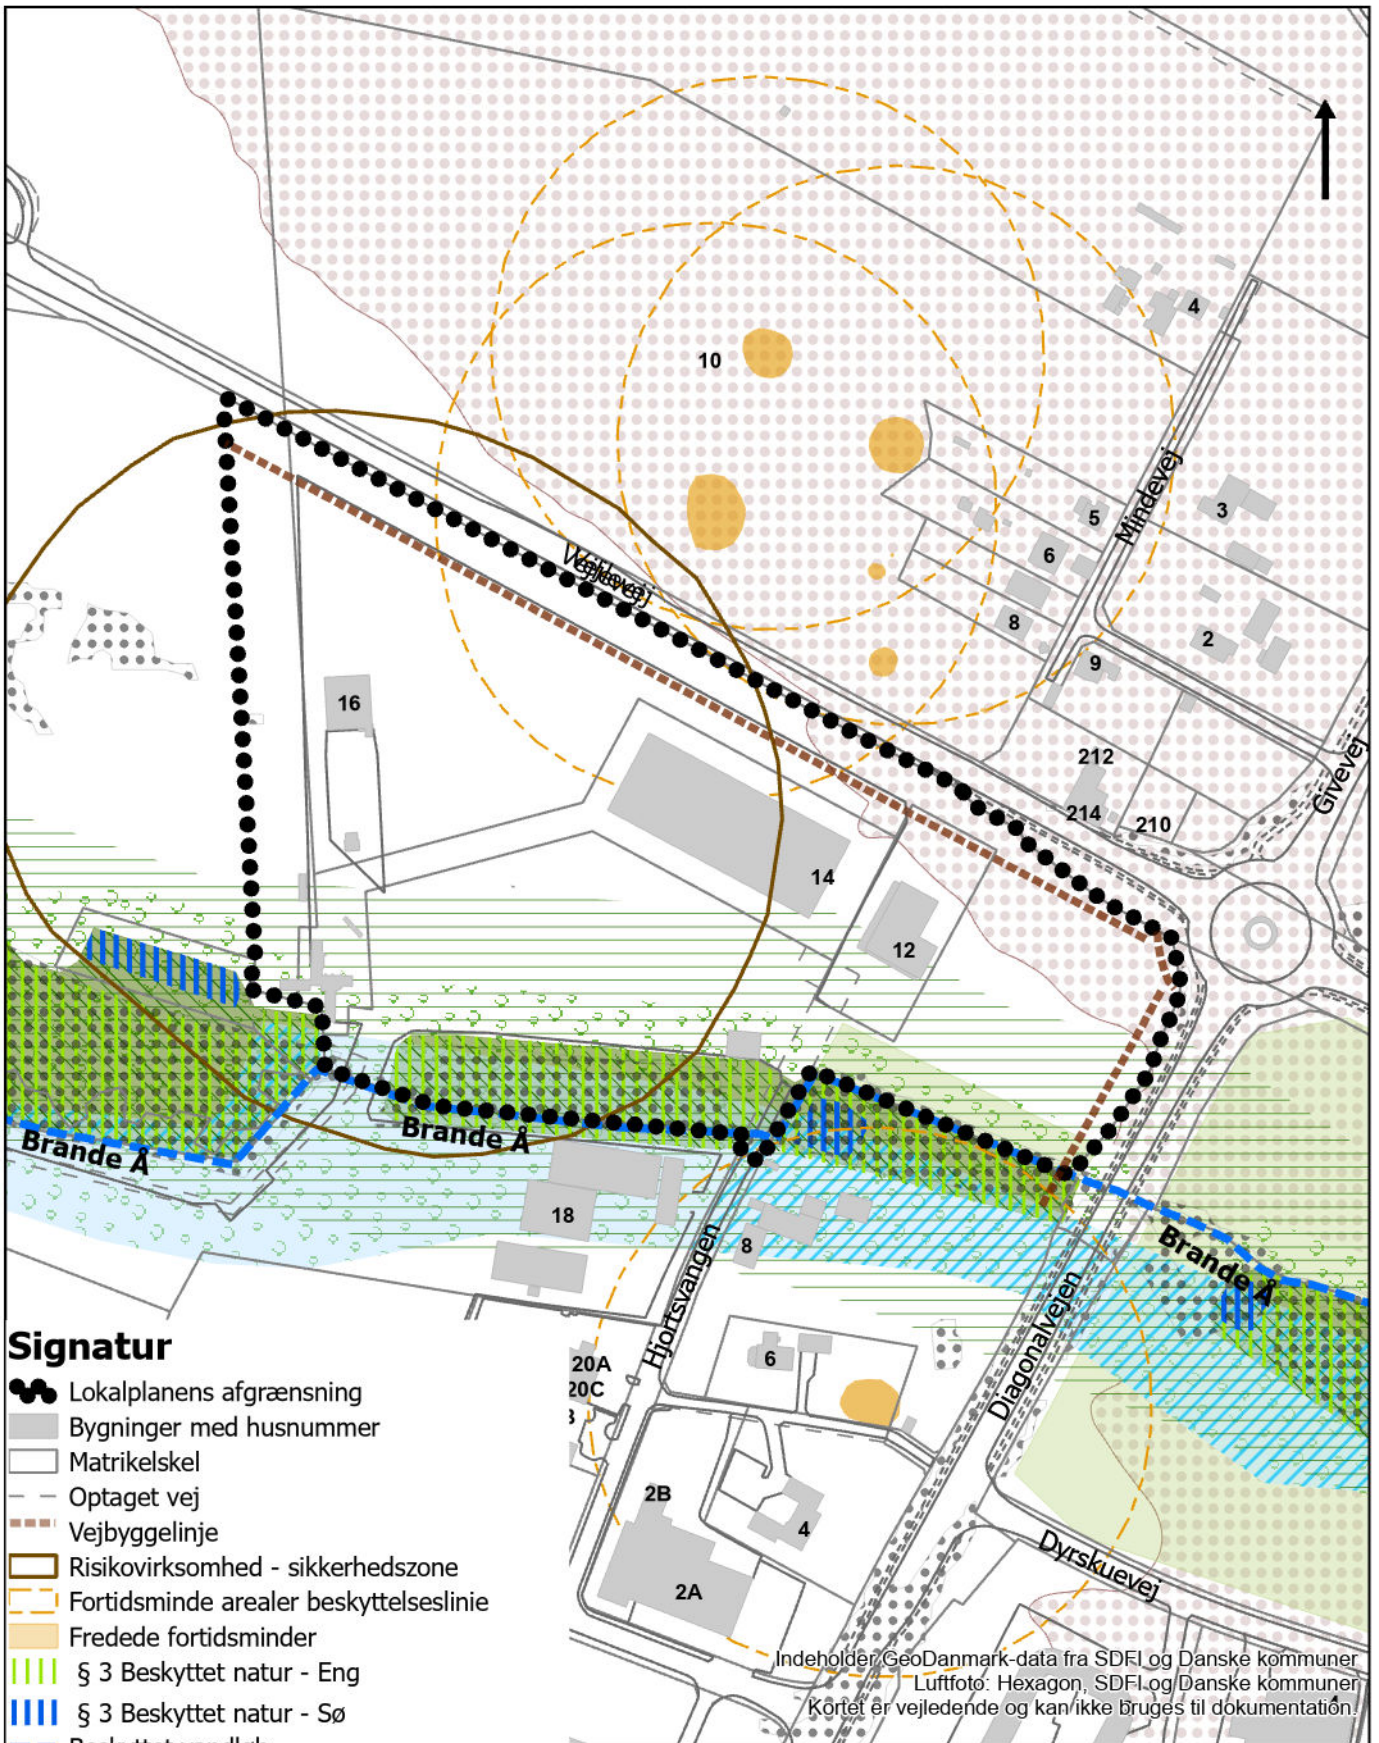 4
10
Mindevej
5
3
6
Vejlevej
8
2
9
16
212
Givevej
214
210
14
12
Brande Å
Brande Å
18
8
Brande Å
Hjortsvangen
Diagonalvejen
6
20A
20C
2B
4
Dyrskuevej
2A
Signatur
Lokalplanens afgrænsning
Bygninger med husnummer
Matrikelskel
Optaget vej
Vejbyggelinje
Risikovirksomhed - sikkerhedszone
Fortidsminde arealer beskyttelseslinie
Fredede fortidsminder
§ 3 Beskyttet natur - Eng
§ 3 Beskyttet natur - Sø
Indeholder GeoDanmark-data fra SDFI og Danske kommuner
Luftfoto: Hexagon, SDFI og Danske kommuner
Kortet er vejledende og kan ikke bruges til dokumentation.